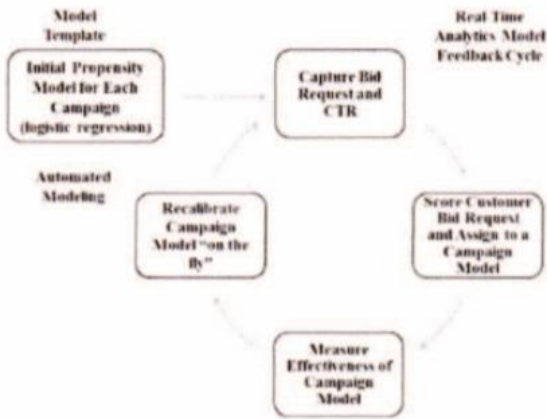 Model
Template
Real Time
Analytics Model
Feedback Cycle
Initial Propensity
Model for Each
Campaign
(logistic regression)
Capture Bid
Request and
CTR
Automated
Modeling
Recalibrate
Campaign
Model "on the
fly"
Score Customer
Bid Request
and Assign to a
Campaign
Model
Measure
Effectiveness of
Campaign
Model